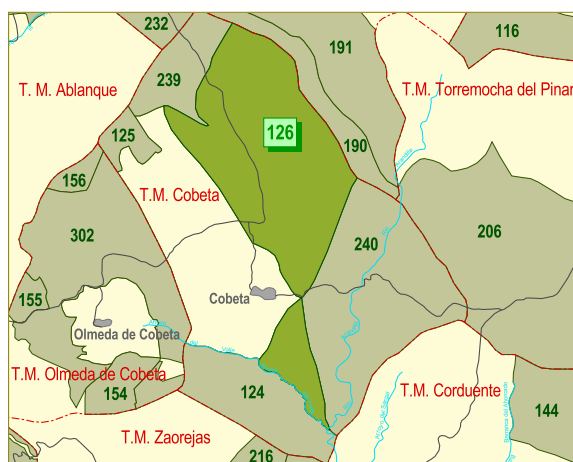 232
116
191
239
T. M. Ablanque
T.M. Torremocha del Pinar
126
125
190
156
T.M. Cobeta
302
206
240
155
Cobeta
Olmeda de Cobeta
T.M. Olmeda de Cobeta
154
124
T.M. Corduente
144
T.M. Zaorejas
216